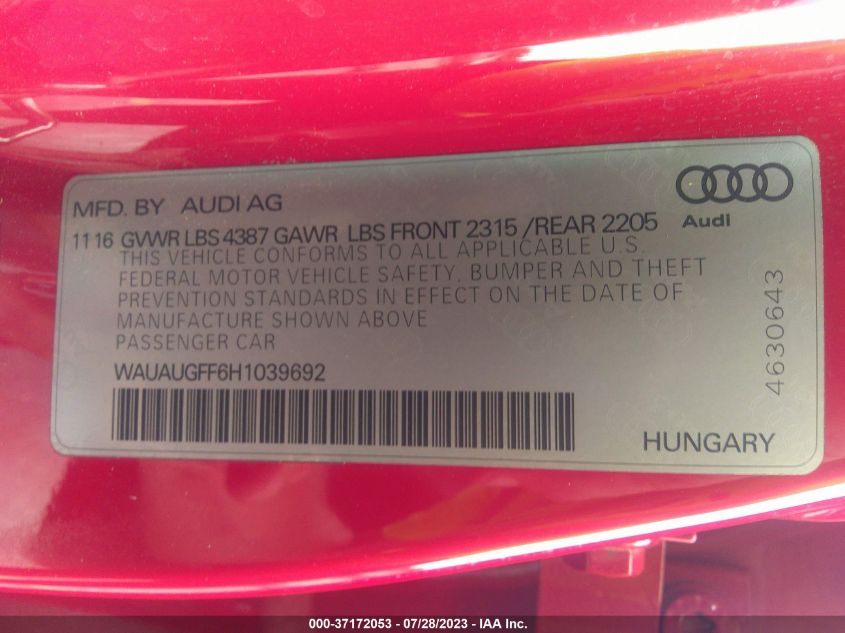 MFD. BY AUDI AG
1116 GVWR LBS 4387 GAWR LBS FRONT 2315 /REAR 2205
Audi
THIS VEHICLE CONFORMS TO ALL APPLICABLE U.S.
FEDERAL MOTOR VEHICLE SAFETY, BUMPER AND THEFT
PREVENTION STANDARDS IN EFFECT ON THE DATE OF
MANUFACTURE SHOWN ABOVE
PASSENGER CAR
4630643
WAUAUGFF6H1039692
HUNGARY
000-37172053 - 07/28/2023 - IAA Inc.